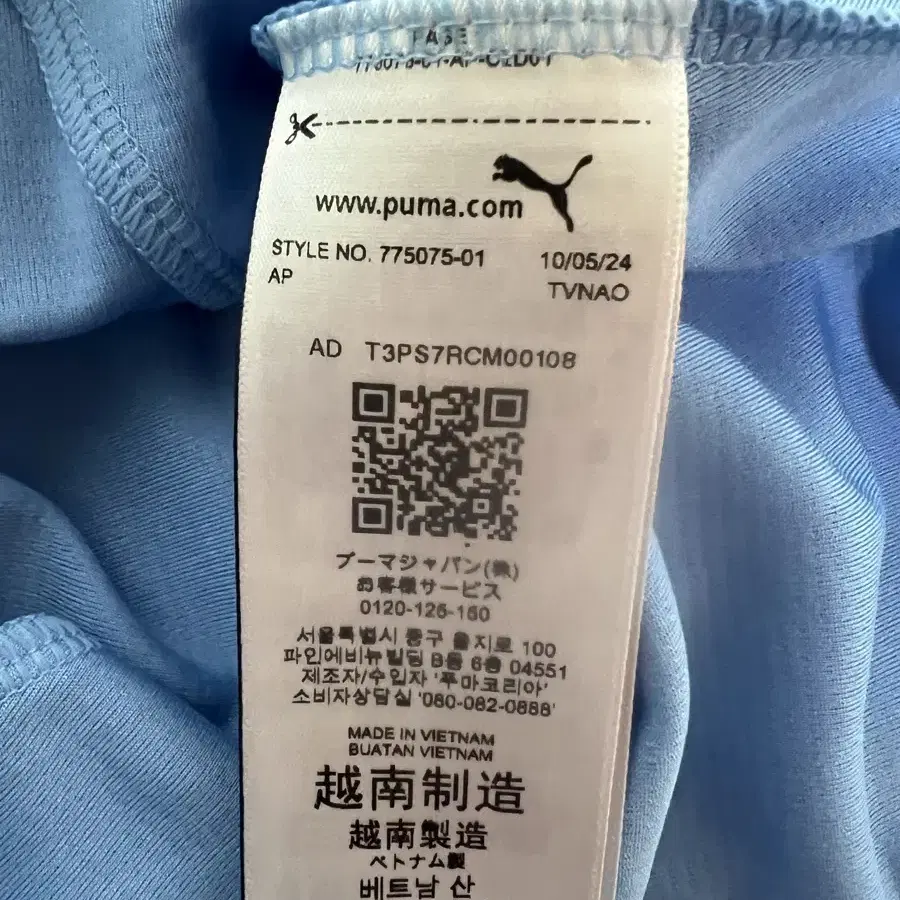 www.puma.com
STYLE NO. 775075-01 10/05/24
AP TVNAO
AD T3PS7RCM00108
プーマジャパン(株)
お客様サービス
0120-125-150
서울특별시 중구 을지로 100
파인에비뉴빌딩 B동 6층 04551
제조자/수입자 '푸마코리아'
소비자상담실 '080-082-0888'
MADE IN VIETNAM
BUATAN VIETNAM
越南制造
越南製造
ベトナム製
베트남 산